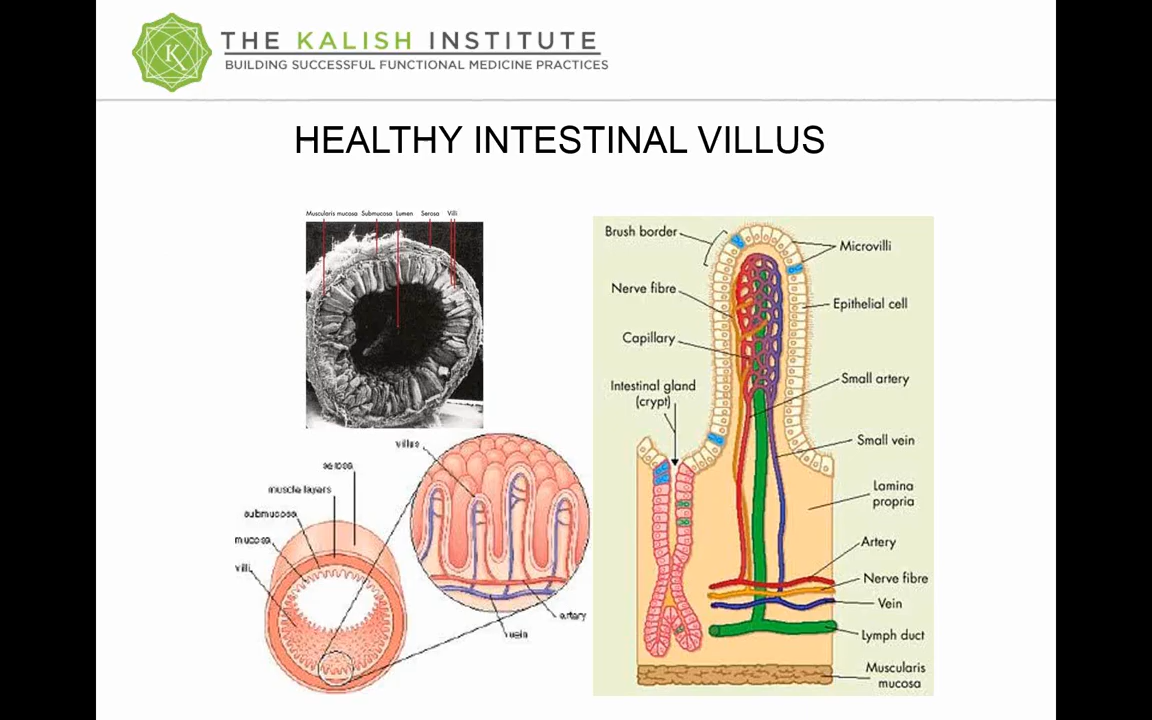 THE KALISH INSTITUTE
BUILDING SUCCESSFUL FUNCTIONAL MEDICINE PRACTICES
K
HEALTHY INTESTINAL VILLUS
Muscularis mucosa Submucosa Lumen Serosa Villi
villus
serosa
muscle layers
submucosa
mucosa
villi
artary
vein
Brush border
Microvilli
Nerve fibre
Epithelial cell
Capillary
Small artery
Intestinal gland
(crypt)
Small vein
Lamina
propria
Artery
Nerve fibre
Vein
Lymph duct
Muscularis
mucosa